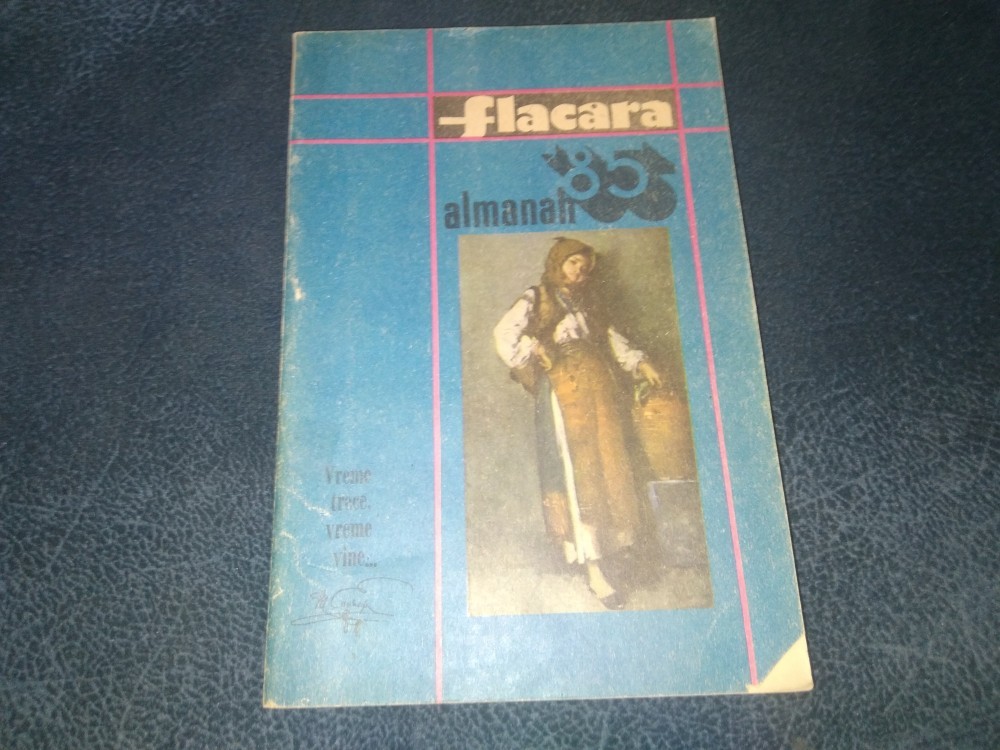 flacara
'85
almanah
Vreme
trece,
vreme
vine...